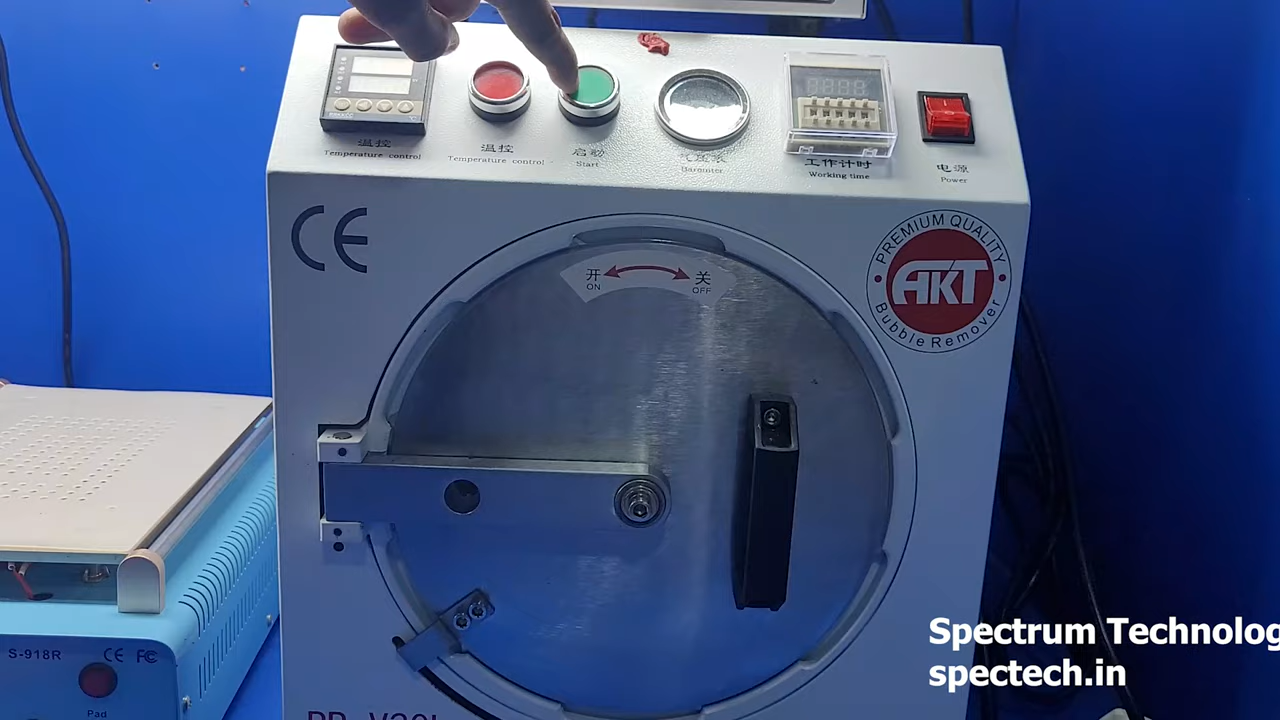 温控
Temperature control
温控
Temperature control
启动
Start
工作计时
Working time
电源
Power
CE
开
ON
关
OFF
PREMIUM QUALITY
AKT
Bubble Remover
S-918R
CE FC
Pad
Spectrum Technolog
spectech.in